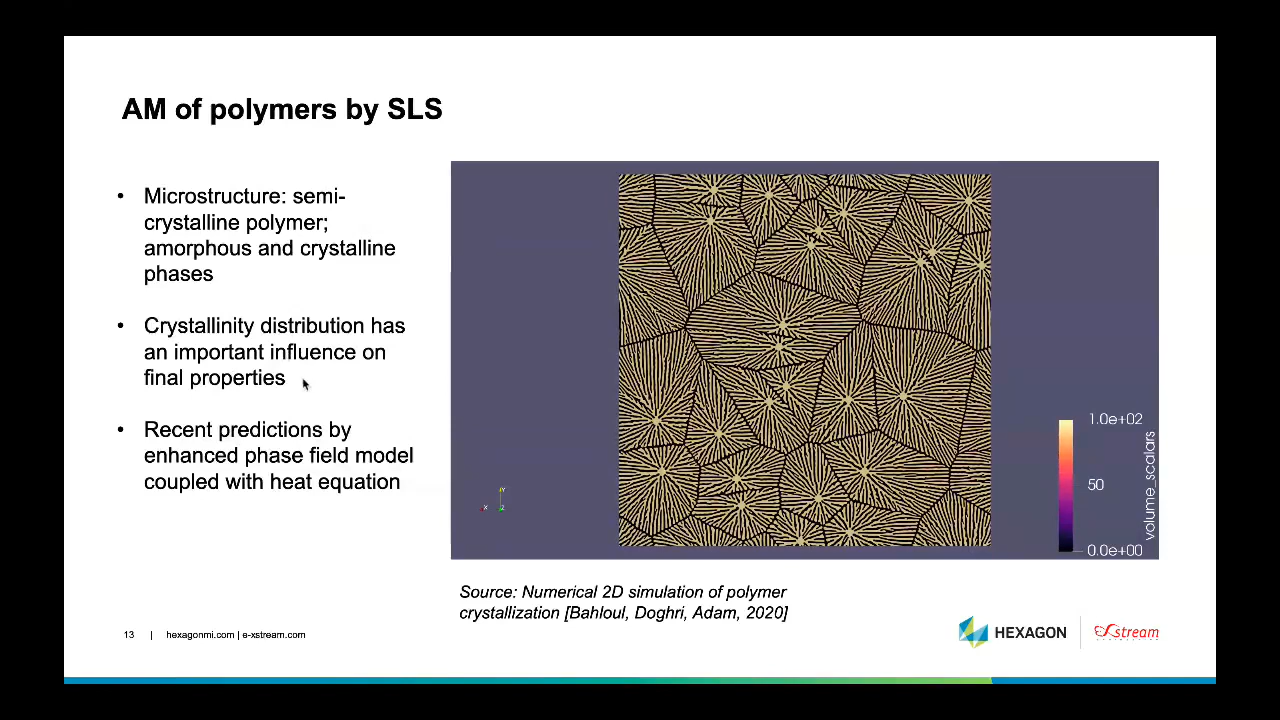 AM of polymers by SLS
• Microstructure: semi-
crystalline polymer;
amorphous and crystalline
phases
• Crystallinity distribution has
an important influence on
final properties
• Recent predictions by
enhanced phase field model
coupled with heat equation
Y
X
Z
1.0e+02
50
0.0e+00
volume_scalars
Source: Numerical 2D simulation of polymer
crystallization [Bahloul, Doghri, Adam, 2020]
13 | hexagonmi.com | e-xstream.com
HEXAGON
stream